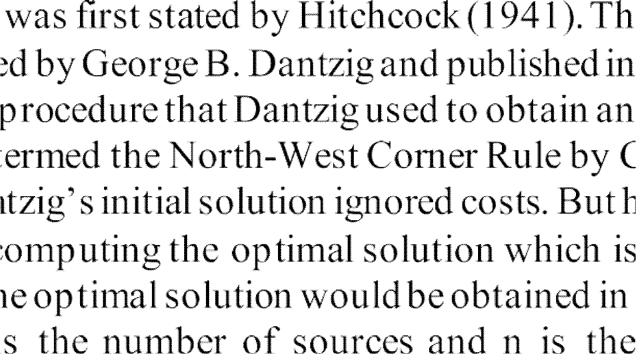 was first stated by Hitchcock (1941). Th
ed by George B. Dantzig and published in
procedure that Dantzig used to obtain an
termed the North-West Corner Rule by C
ntzig's initial solution ignored costs. But h
computing the optimal solution which is
he optimal solution would be obtained in
is the number of sources and n is the